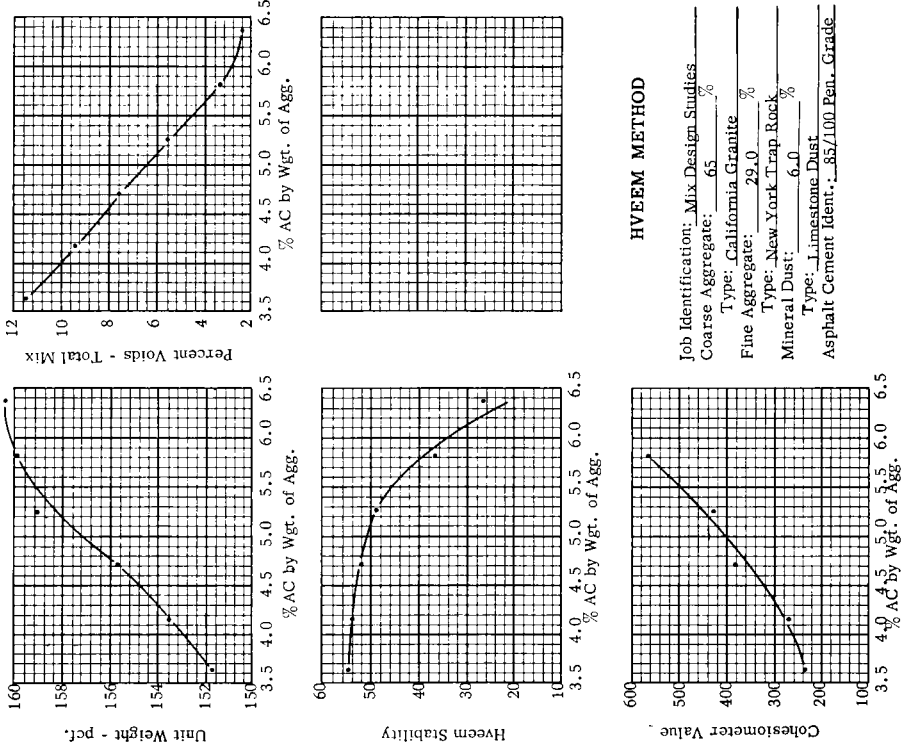 Unit Weight - pcf.
160
158
156
154
152
150
3.5 4.0 4.5 5.0 5.5 6.0 6.5
% AC by Wgt. of Agg.
Percent Voids - Total Mix
12
10
8
6
4
2
3.5 4.0 4.5 5.0 5.5 6.0 6.5
% AC by Wgt. of Agg.
Hveem Stability
60
50
40
30
20
10
3.5 4.0 4.5 5.0 5.5 6.0 6.5
% AC by Wgt. of Agg.
Cohesiometer Value
600
500
400
300
200
100
3.5 4.0 4.5 5.0 5.5 6.0 6.5
% AC by Wgt. of Agg.
HVEEM METHOD
Job Identification: Mix Design Studies
Coarse Aggregate: 65 %
Type: California Granite
Fine Aggregate: 29.0 %
Type: New York Trap Rock
Mineral Dust: 6.0 %
Type: Limestone Dust
Asphalt Cement Ident.: 85/100 Pen. Grade